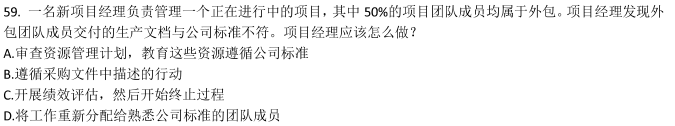 59. 一名新项目经理负责管理一个正在进行中的项目，其中 50%的项目团队成员均属于外包。项目经理发现外
包团队成员交付的生产文档与公司标准不符。项目经理应该怎么做？
A.审查资源管理计划，教育这些资源遵循公司标准
B.遵循采购文件中描述的行动
C.开展绩效评估，然后开始终止过程
D.将工作重新分配给熟悉公司标准的团队成员